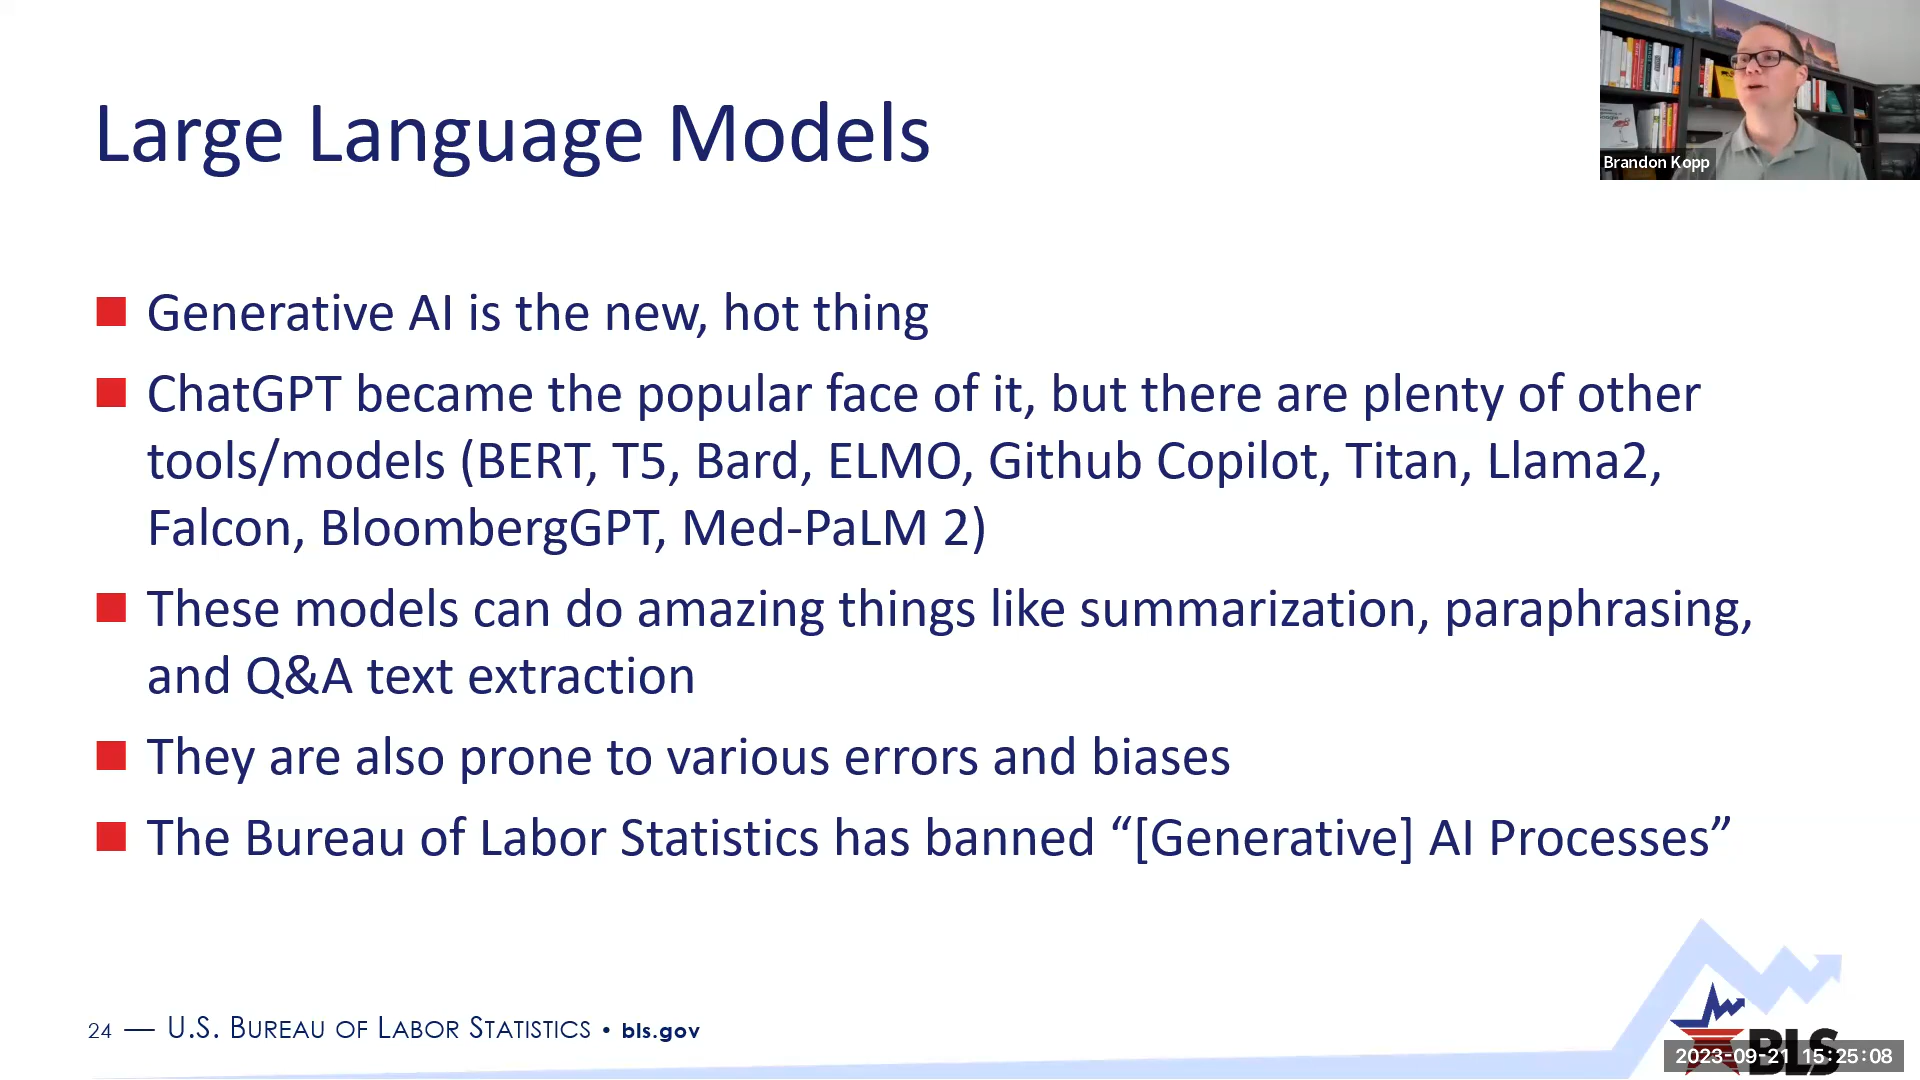 Large Language Models
Brandon Kopp
Generative AI is the new, hot thing
ChatGPT became the popular face of it, but there are plenty of other
tools/models (BERT, T5, Bard, ELMO, Github Copilot, Titan, Llama2,
Falcon, BloombergGPT, Med-PaLM 2)
These models can do amazing things like summarization, paraphrasing,
and Q&A text extraction
They are also prone to various errors and biases
The Bureau of Labor Statistics has banned “[Generative] AI Processes”
24 — U.S. BUREAU OF LABOR STATISTICS • bls.gov
BLS
2023-09-21 15:25:08